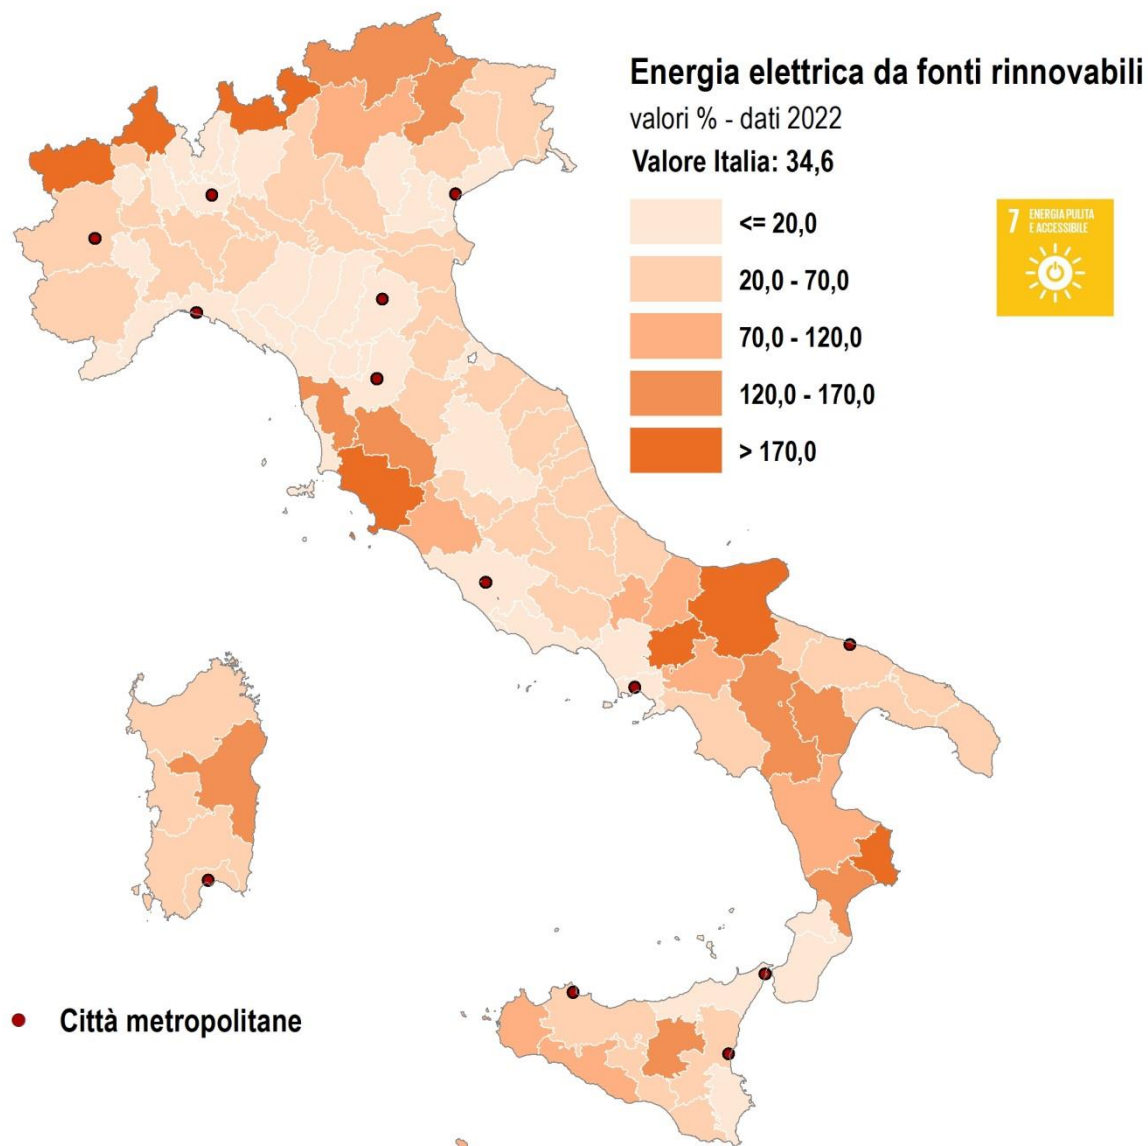 Energia elettrica da fonti rinnovabili
valori % - dati 2022
Valore Italia: 34,6
<= 20,0
20,0 - 70,0
70,0 - 120,0
120,0 - 170,0
> 170,0
7 ENERGIA PULITA
E ACCESSIBILE
Città metropolitane